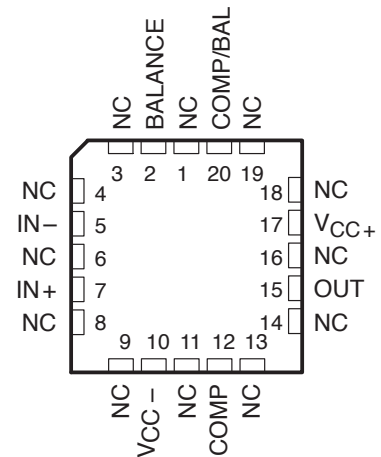 NC
BALANCE
NC
COMP/BAL
NC
3 2 1 20 19
NC 4
IN− 5
NC 6
IN+ 7
NC 8
18 NC
17 VCC+
16 NC
15 OUT
14 NC
9 10 11 12 13
NC
VCC −
NC
COMP
NC